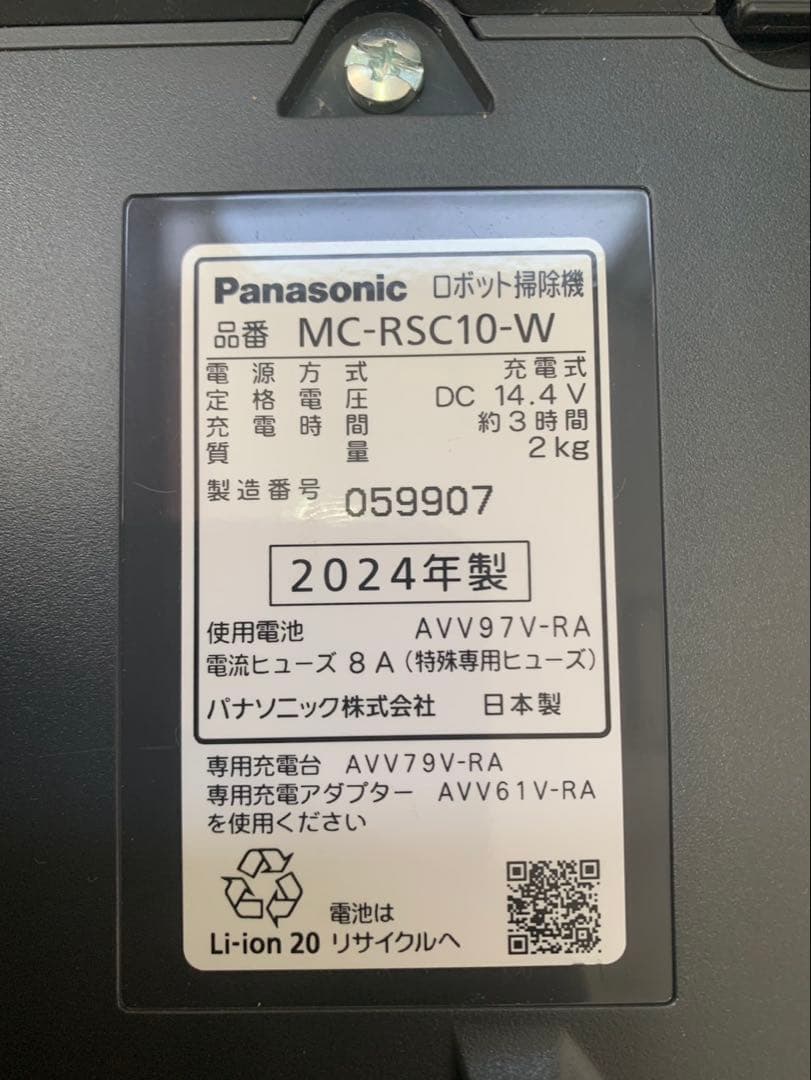 Panasonic ロボット掃除機
品番 MC-RSC10-W
電源方式 充電式
定格電圧 DC 14.4 V
充電時間 約3時間
質量 2kg
製造番号 059907
2024年製
使用電池 AVV97V-RA
電流ヒューズ 8A(特殊専用ヒューズ)
パナソニック株式会社 日本製
専用充電台 AVV79V-RA
専用充電アダプター AVV61V-RA
を使用ください
電池は
Li-ion 20 リサイクルへ